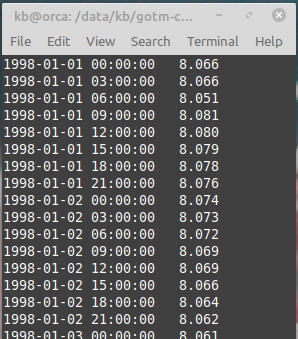 kb@orca: /data/kb/gotm-c...
File Edit View Search Terminal Help
1998-01-01 00:00:00 8.066
1998-01-01 03:00:00 8.066
1998-01-01 06:00:00 8.051
1998-01-01 09:00:00 8.081
1998-01-01 12:00:00 8.080
1998-01-01 15:00:00 8.079
1998-01-01 18:00:00 8.078
1998-01-01 21:00:00 8.076
1998-01-02 00:00:00 8.074
1998-01-02 03:00:00 8.073
1998-01-02 06:00:00 8.072
1998-01-02 09:00:00 8.069
1998-01-02 12:00:00 8.069
1998-01-02 15:00:00 8.066
1998-01-02 18:00:00 8.064
1998-01-02 21:00:00 8.062
1998-01-03 00:00:00 8.061